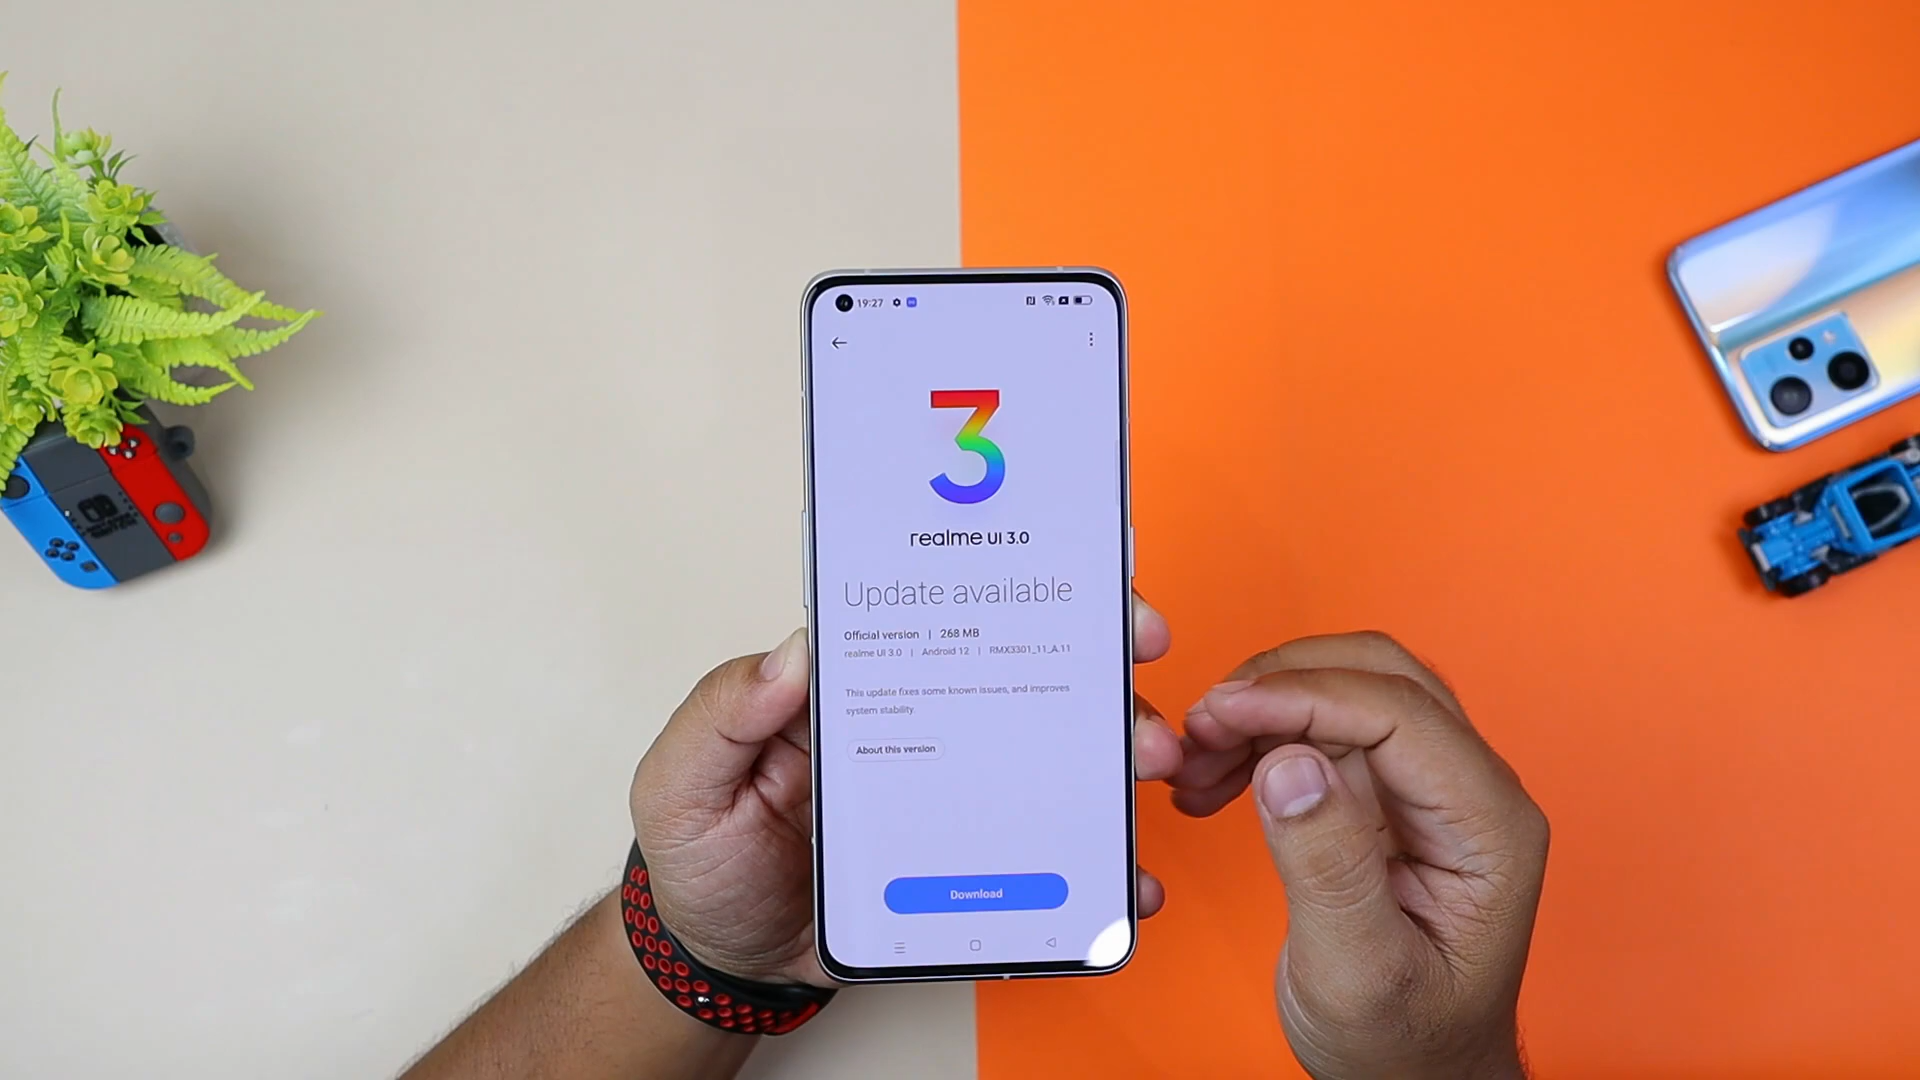 19:27
3
realme UI 3.0
Update available
Official version | 268 MB
realme UI 3.0 | Android 12 | RMX3301_11_A.11
This update fixes some known issues, and improves
system stability.
About this version
Download